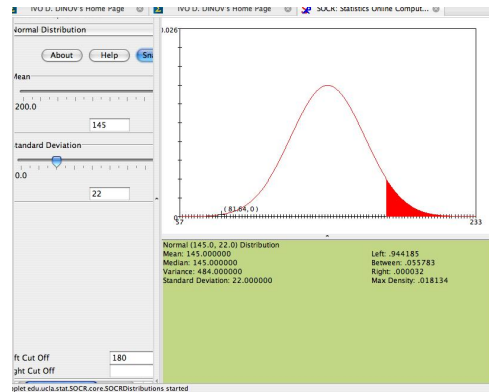 IVO D. DINOV's Home Page
IVO D. DINOV's Home Page
SOCR: Statistics Online Comput...
Normal Distribution
About
Help
Sna
Mean
200.0
145
tandard Deviation
0.0
22
ft Cut Off
180
ght Cut Off
0.026
(81.64, 0)
0
57
233
Normal (145.0, 22.0) Distribution
Mean: 145.000000
Median: 145.000000
Variance: 484.000000
Standard Deviation: 22.000000
Left: .944185
Between: .055783
Right: .000032
Max Density: .018134
plet edu.ucla.stat.SOCR.core.SOCRDistributions started